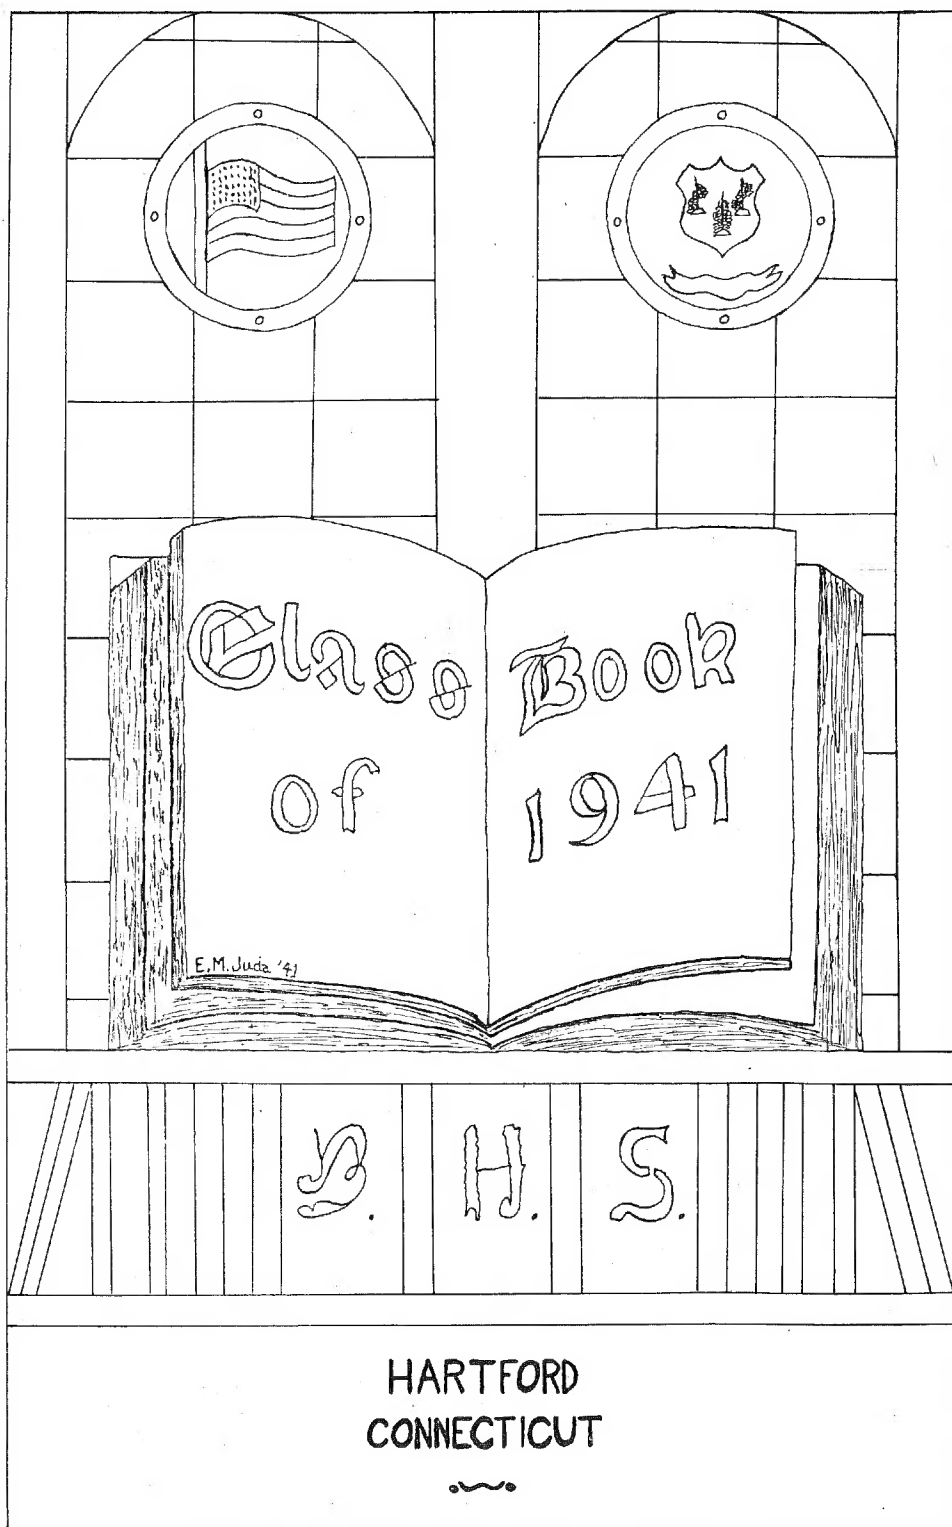 Class Book
of 1941
E.M. Juda '41
B. H. S.
HARTFORD
CONNECTICUT